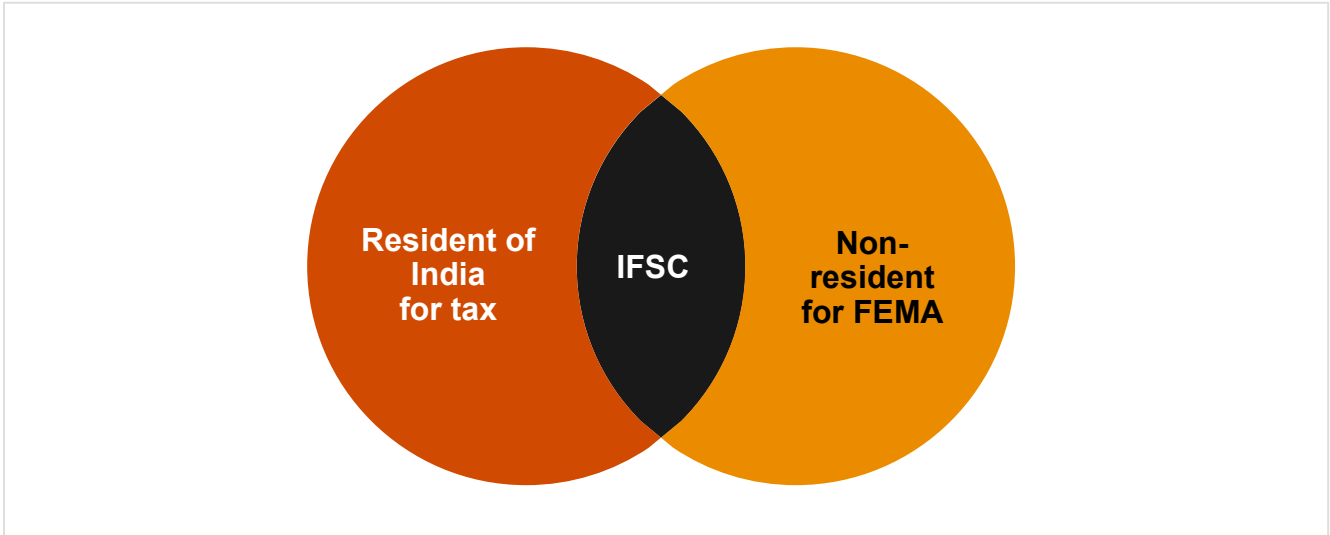 Resident of
India
for tax
IFSC
Non-
resident
for FEMA